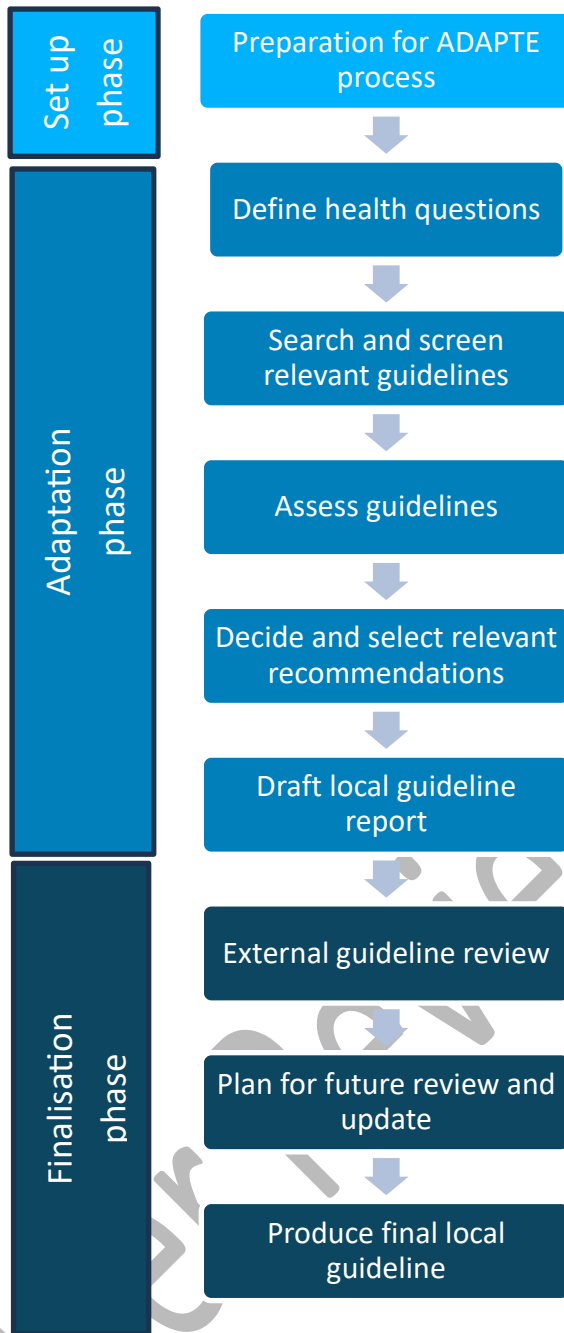 Set up
phase
Preparation for ADAPTE
process
Adaptation
phase
Define health questions
Search and screen
relevant guidelines
Assess guidelines
Decide and select relevant
recommendations
Draft local guideline
report
Finalisation
phase
External guideline review
Plan for future review and
update
Produce final local
guideline